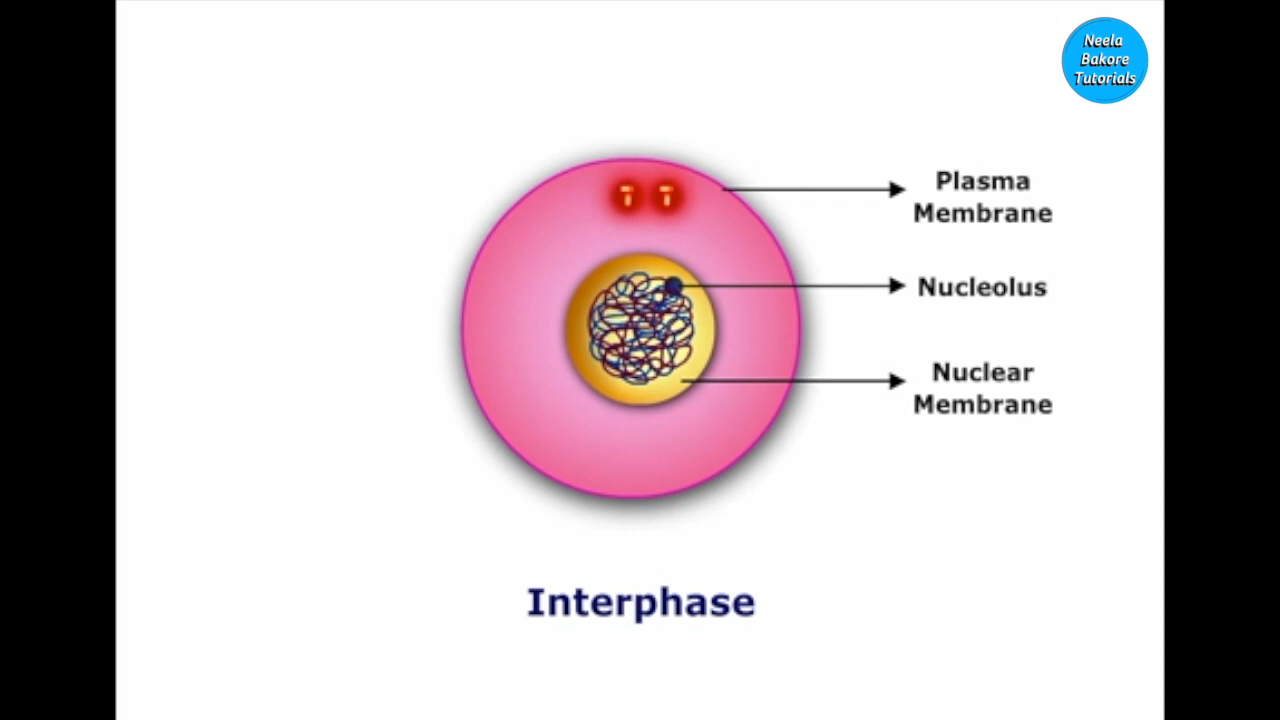 Neela
Bakore
Tutorials
Plasma
Membrane
Nucleolus
Nuclear
Membrane
Interphase